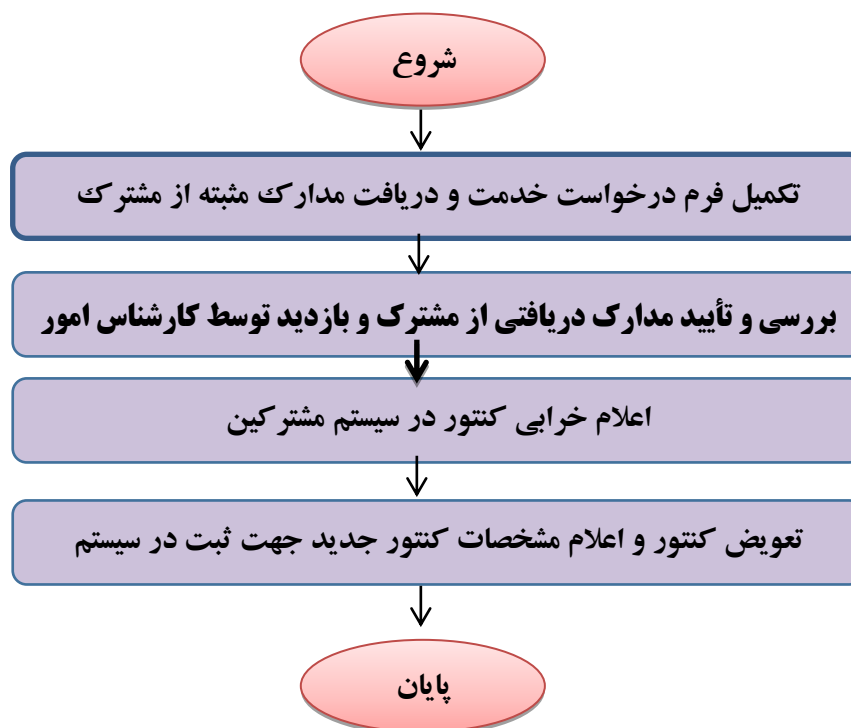 شروع
تکمیل فرم درخواست خدمت و دریافت مدارک مثبته از مشترک
بررسی و تأیید مدارک دریافتی از مشترک و بازدید توسط کارشناس امور
اعلام خرابی کنتور در سیستم مشترکین
تعویض کنتور و اعلام مشخصات کنتور جدید جهت ثبت در سیستم
پایان